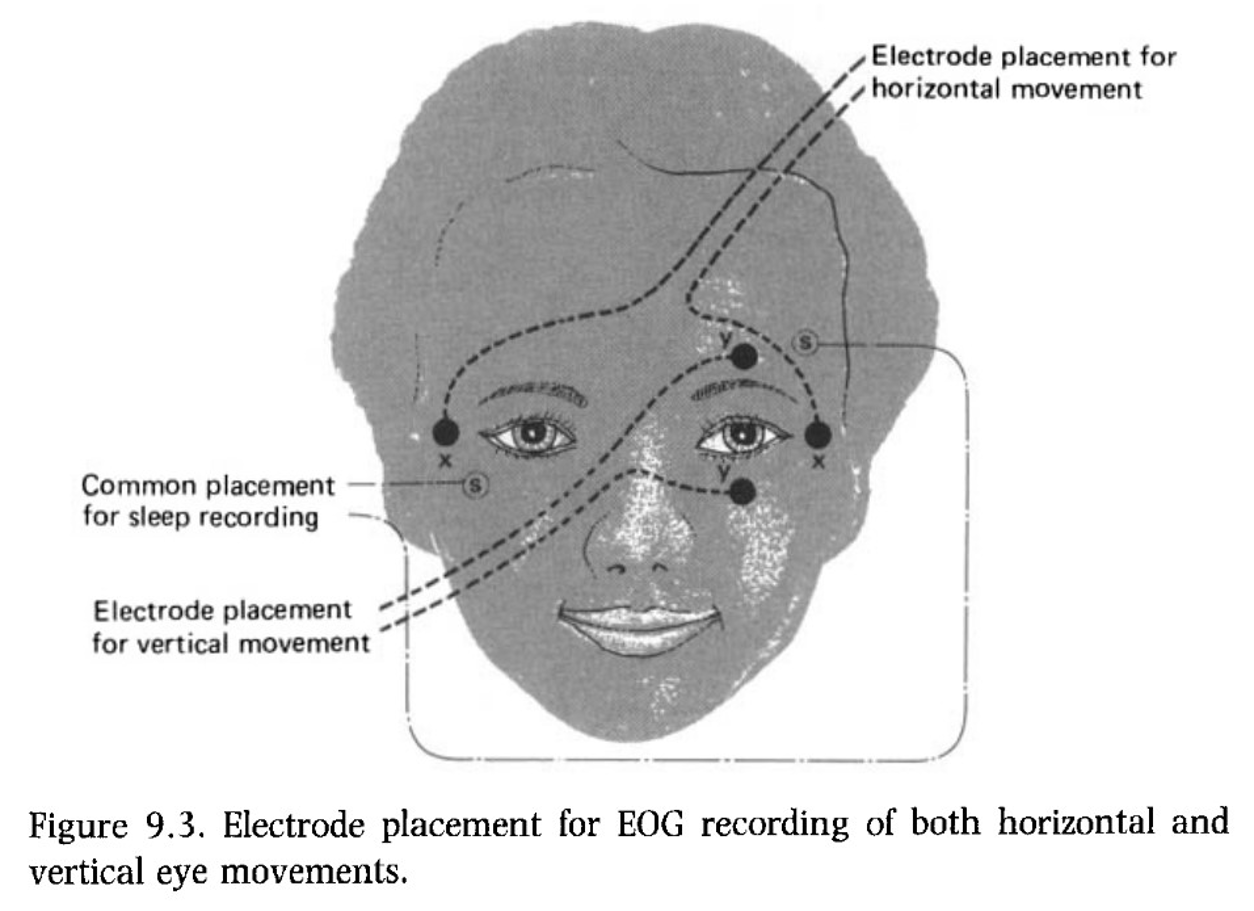 Electrode placement for
horizontal movement
y
s
x
x
y
Common placement
for sleep recording
s
Electrode placement
for vertical movement
Figure 9.3. Electrode placement for EOG recording of both horizontal and
vertical eye movements.